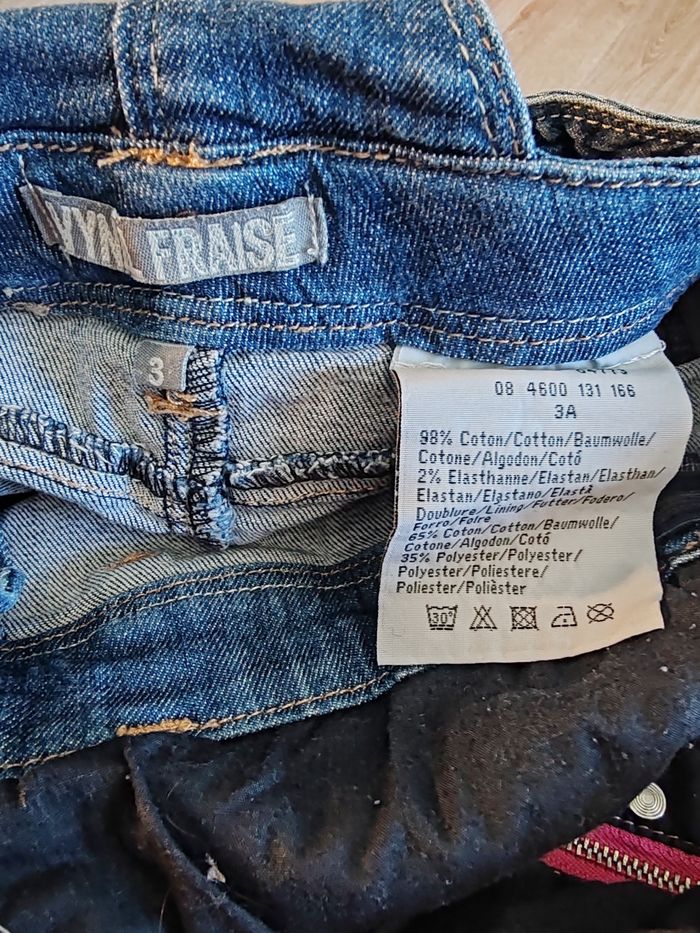 FRAISE
3
08 4600 131 166
3A
98% Coton/Cotton/Baumwolle/
Cotone/Algodon/Cotó
2% Elasthanne/Elastan/Elasthan/
Elastan/Elastano/Elastà
Doublure/Lining/Futter/Fodero/
Forro/Folre
65% Coton/Cotton/Baumwolle/
Cotone/Algodon/Cotó
35% Polyester/Polyester/
Polyester/Poliestere/
Poliester/Polièster
30°